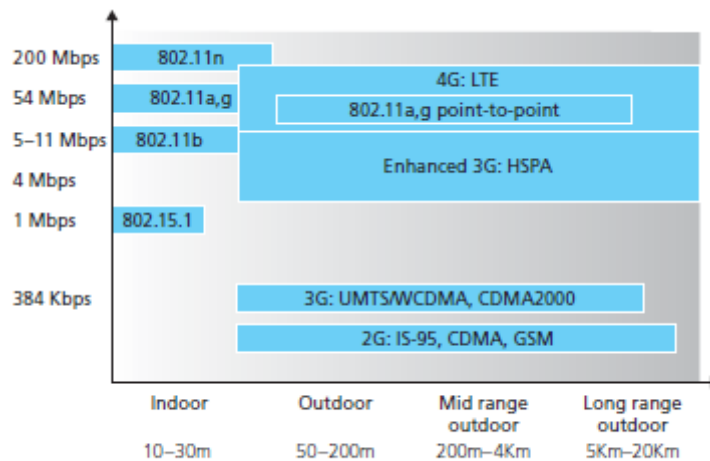 200 Mbps
802.11n
4G: LTE
54 Mbps
802.11a,g
802.11a,g point-to-point
5–11 Mbps
802.11b
Enhanced 3G: HSPA
4 Mbps
1 Mbps
802.15.1
384 Kbps
3G: UMTS/WCDMA, CDMA2000
2G: IS-95, CDMA, GSM
Indoor
Outdoor
Mid range
outdoor
Long range
outdoor
10–30m
50–200m
200m–4Km
5Km–20Km